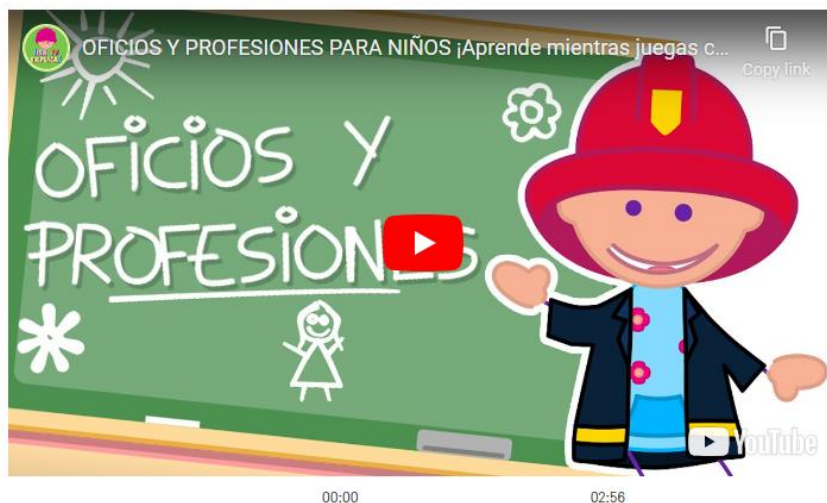 OFICIOS Y PROFESIONES PARA NIÑOS ¡Aprende mientras juegas c...
Copy link
OFICIOS Y
PROFESIONES
YouTube
00:00 02:56